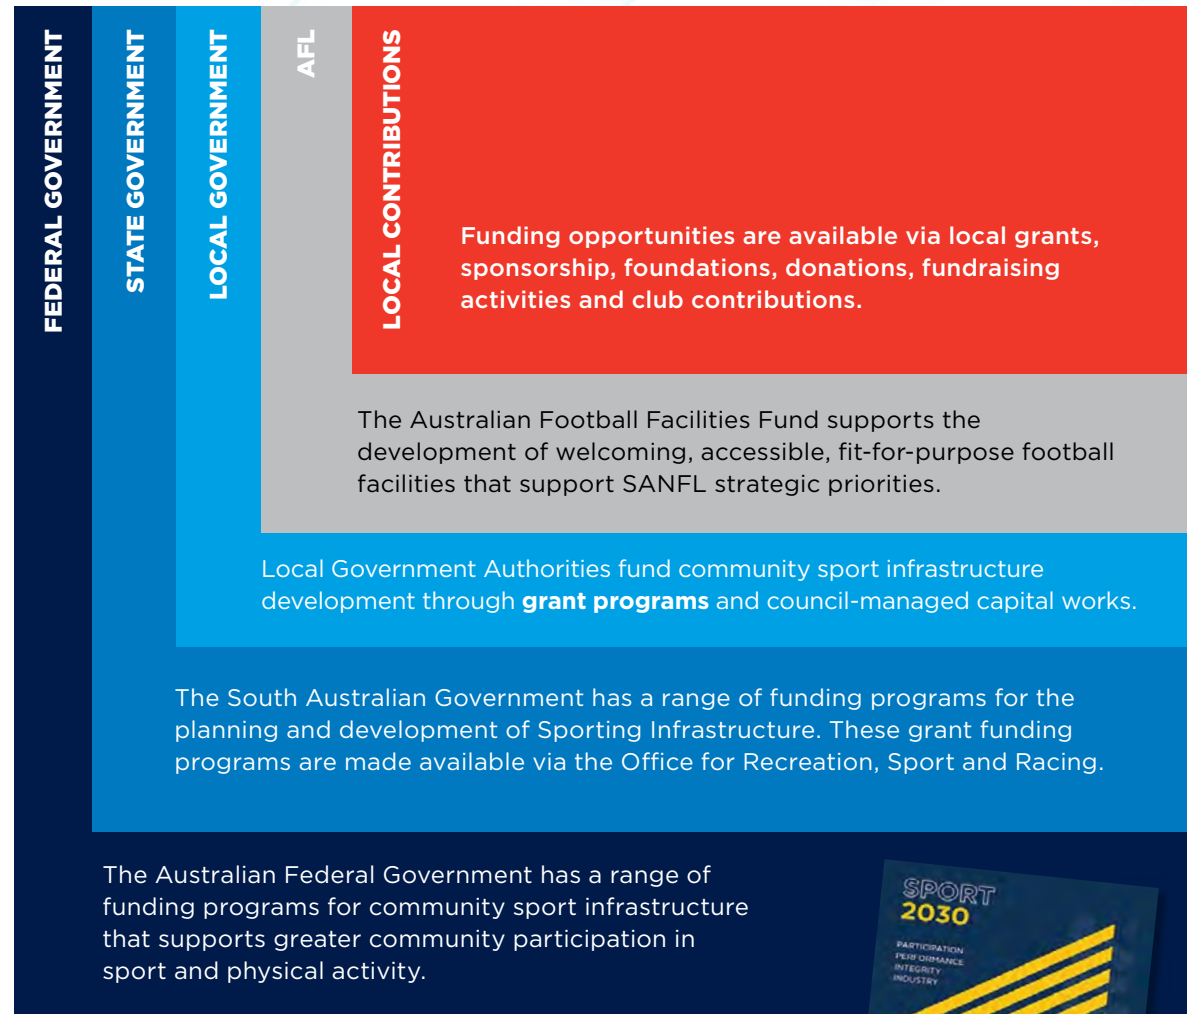 FEDERAL GOVERNMENT
STATE GOVERNMENT
LOCAL GOVERNMENT
AFL
LOCAL CONTRIBUTIONS
Funding opportunities are available via local grants,
sponsorship, foundations, donations, fundraising
activities and club contributions.
The Australian Football Facilities Fund supports the
development of welcoming, accessible, fit-for-purpose football
facilities that support SANFL strategic priorities.
Local Government Authorities fund community sport infrastructure
development through grant programs and council-managed capital works.
The South Australian Government has a range of funding programs for the
planning and development of Sporting Infrastructure. These grant funding
programs are made available via the Office for Recreation, Sport and Racing.
The Australian Federal Government has a range of
funding programs for community sport infrastructure
that supports greater community participation in
sport and physical activity.
SPORT
2030
PARTICIPATION
PERFORMANCE
INTEGRITY
INDUSTRY